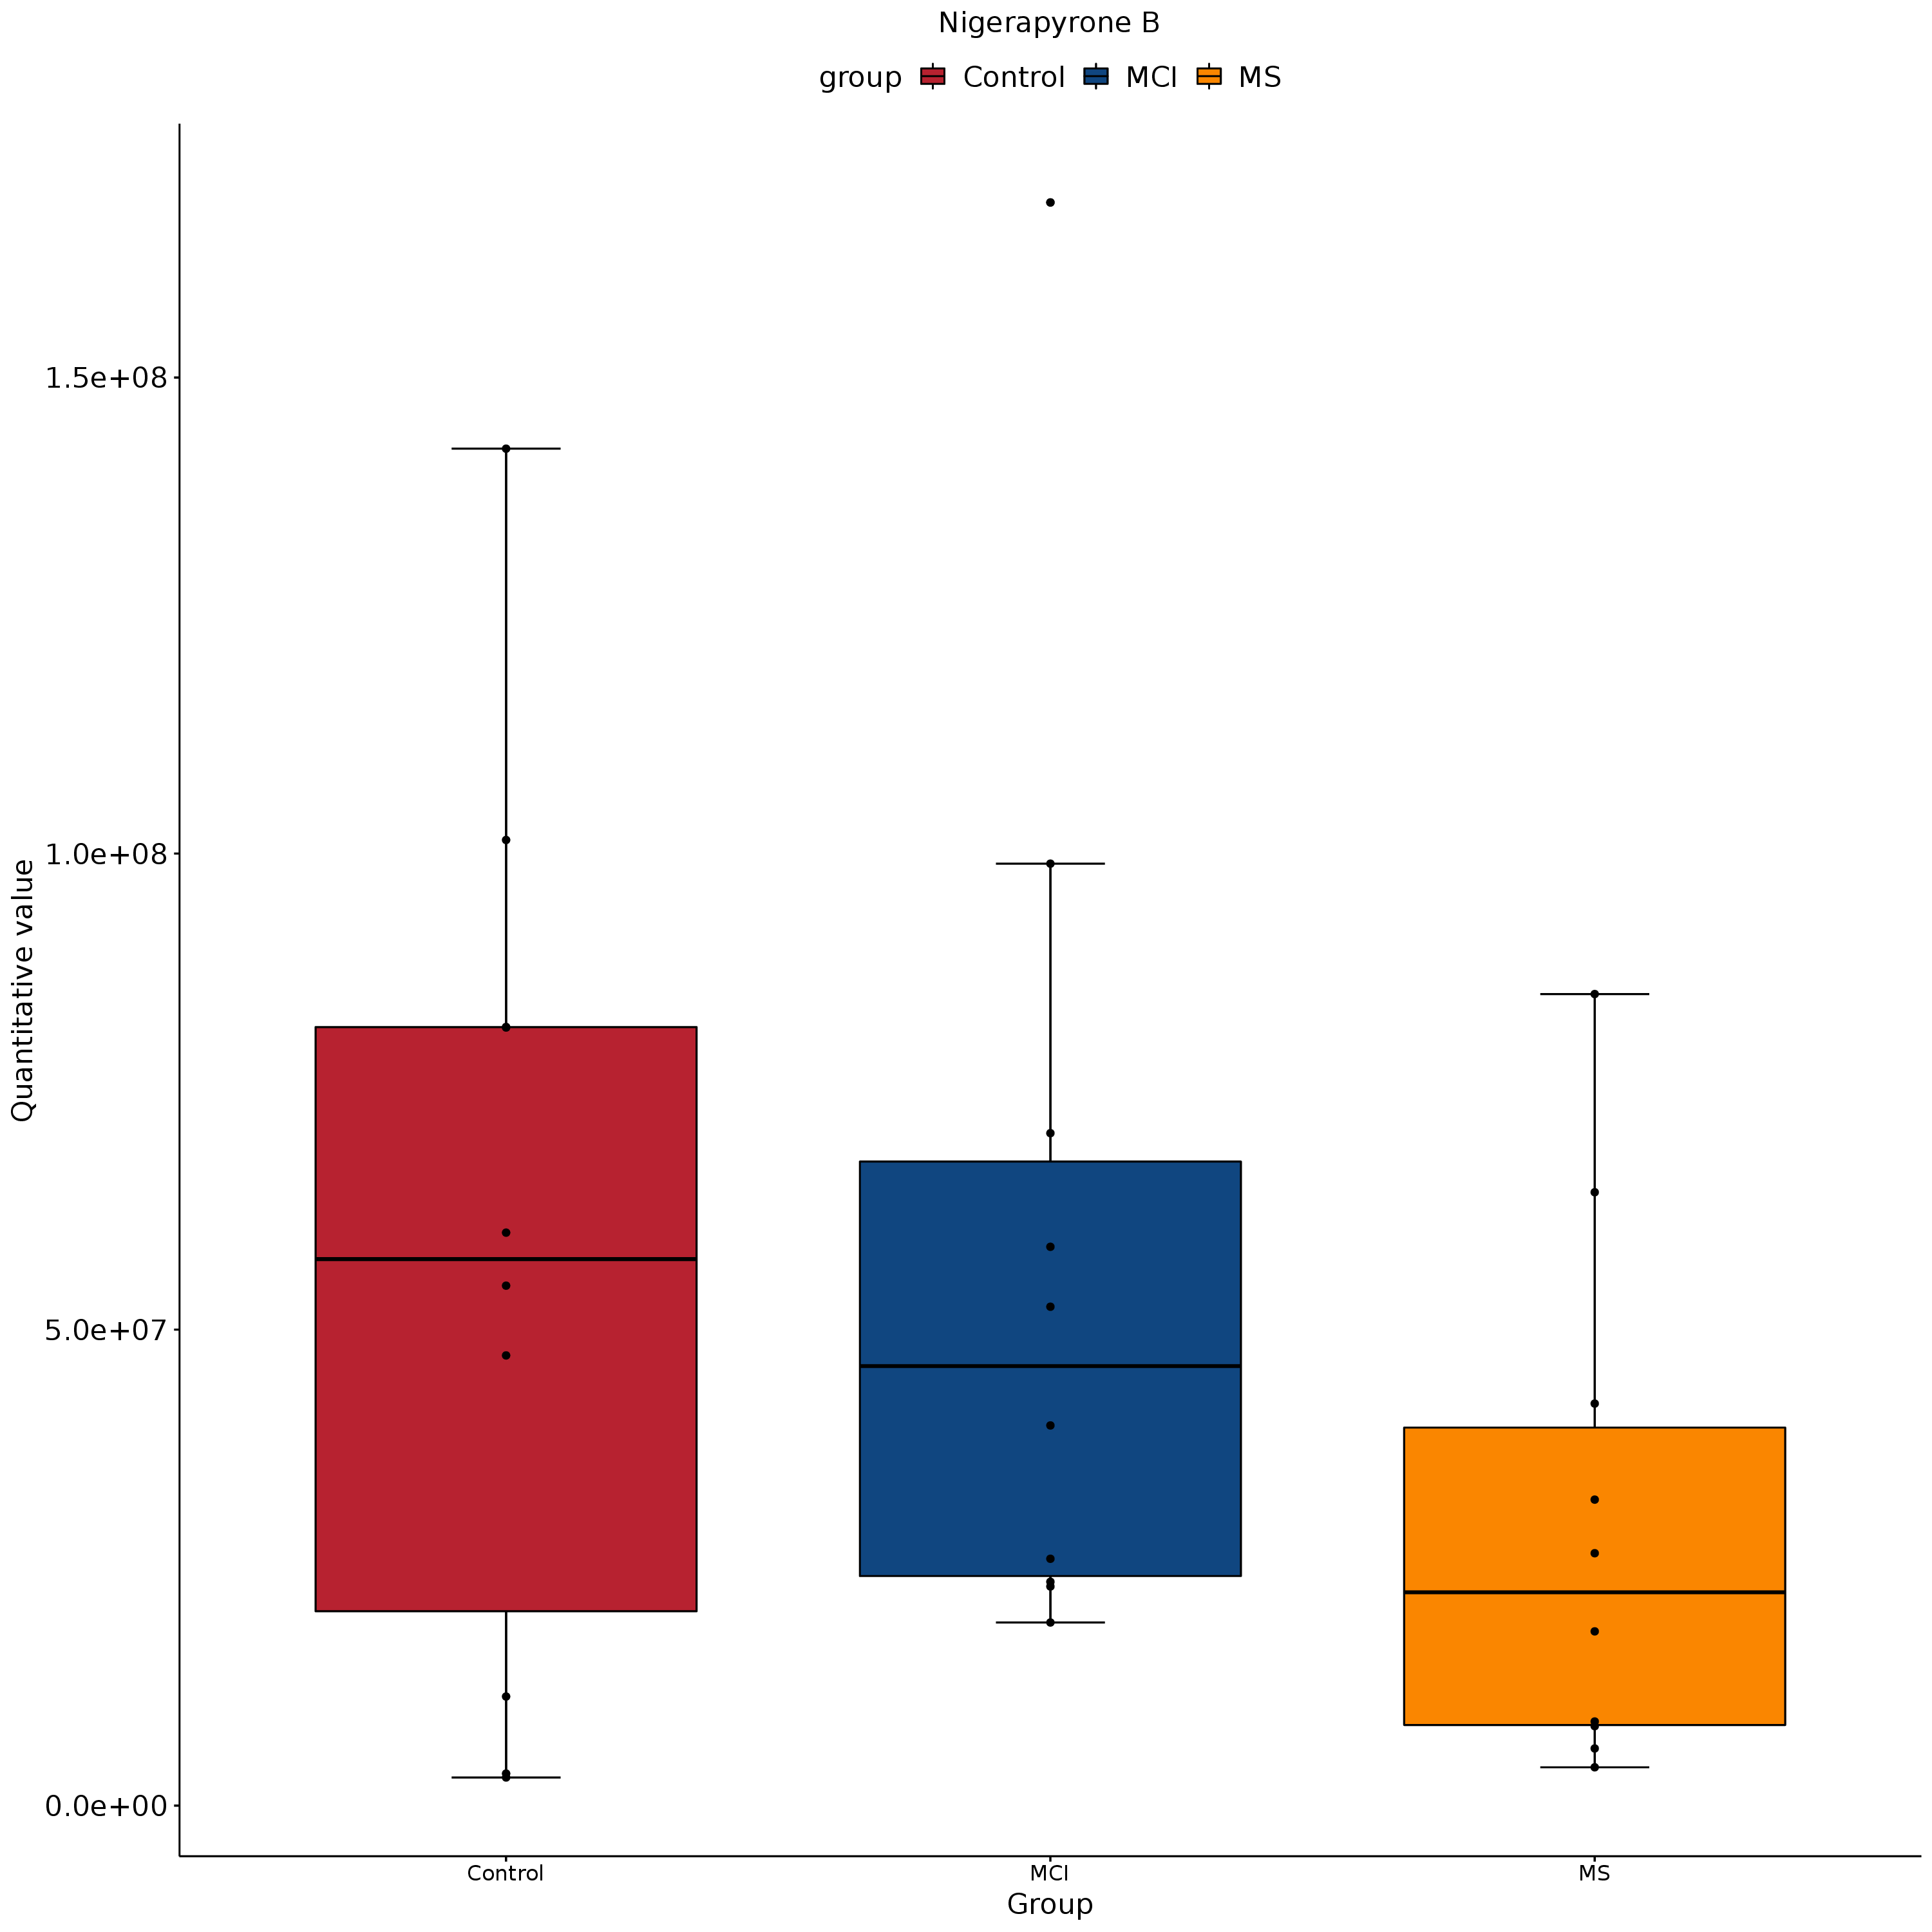 Nigerapyrone B
group Control MCI MS
1.5e+08
1.0e+08
5.0e+07
0.0e+00
Quantitative value
Control MCI MS
Group